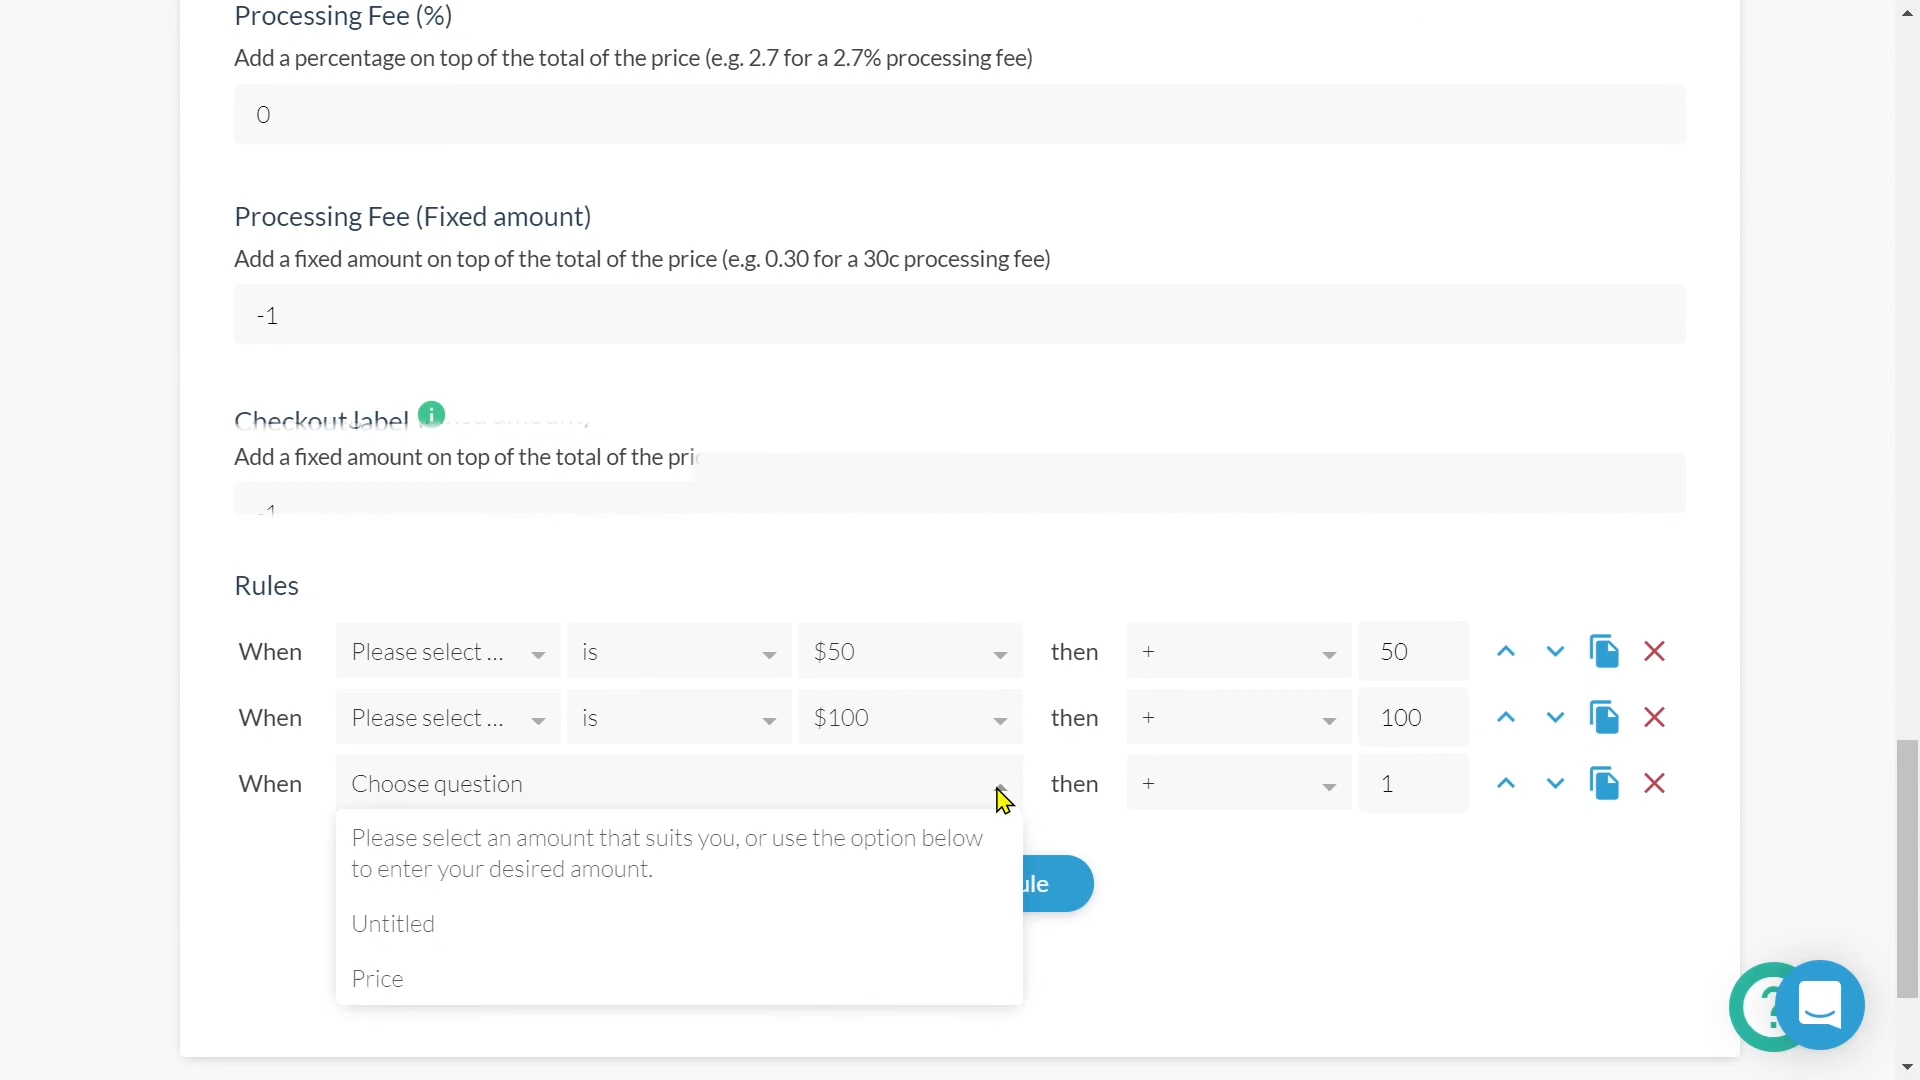 Processing Fee (%)
Add a percentage on top of the total of the price (e.g. 2.7 for a 2.7% processing fee)
0
Processing Fee (Fixed amount)
Add a fixed amount on top of the total of the price (e.g. 0.30 for a 30c processing fee)
-1
Checkout label i
Add a fixed amount on top of the total of the
-1
Rules
When Please select ... is $50 then + 50
When Please select ... is $100 then + 100
When Choose question then + 1
Please select an amount that suits you, or use the option below
to enter your desired amount.
Untitled
Price
?